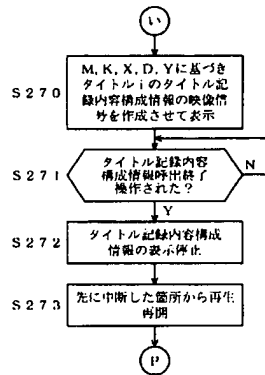 い
S270
M, K, X, D, Yに基づき
タイトルiのタイトル記
録内容構成情報の映像信
号を作成させて表示
S271
タイトル記録内容
構成情報呼出終了
操作された?
N
Y
S272
タイトル記録内容構成
情報の表示停止
S273
先に中断した箇所から再生
再開
P